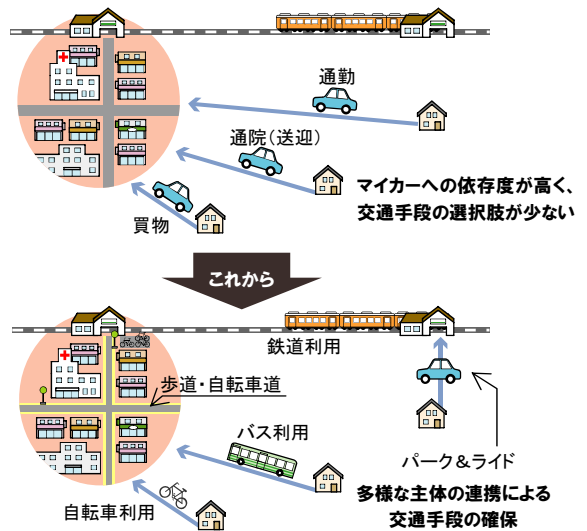 通勤
通院(送迎)
マイカーへの依存度が高く、
交通手段の選択肢が少ない
買物
これから
鉄道利用
歩道・自転車道
バス利用
パーク&ライド
自転車利用
多様な主体の連携による
交通手段の確保